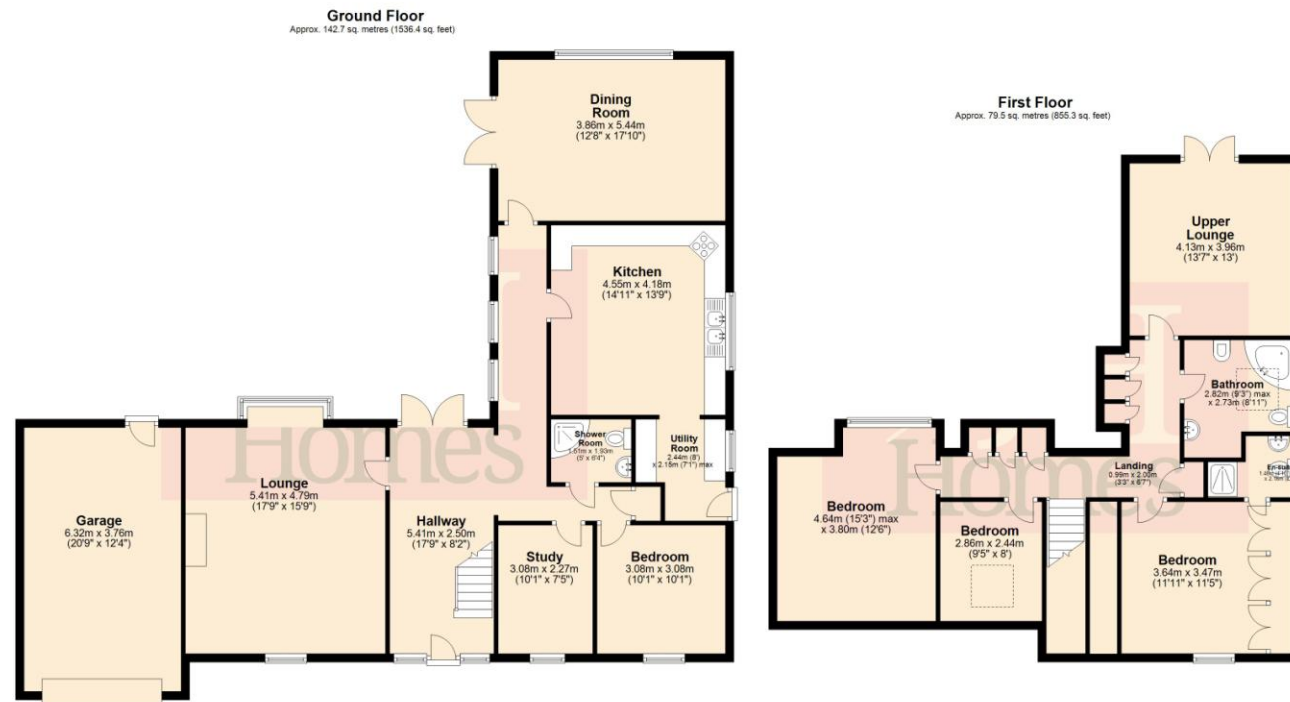 Ground Floor
Approx. 142.7 sq. metres (1536.4 sq. feet)
Dining
Room
3.86m x 5.44m
(12'8" x 17'10")
Kitchen
4.55m x 4.18m
(14'11" x 13'9")
Shower
Room
1.51m x 1.93m
(5' x 6'4")
Utility
Room
2.44m (8')
x 2.15m (7'1") max
Lounge
5.41m x 4.79m
(17'9" x 15'9")
Garage
6.32m x 3.76m
(20'9" x 12'4")
Hallway
5.41m x 2.50m
(17'9" x 8'2")
Study
3.08m x 2.27m
(10'1" x 7'5")
Bedroom
3.08m x 3.08m
(10'1" x 10'1")
Homes
First Floor
Approx. 79.5 sq. metres (855.3 sq. feet)
Upper
Lounge
4.13m x 3.96m
(13'7" x 13')
Bathroom
2.82m (9'3") max
x 2.73m (8'11")
Landing
0.99m x 2.00m
(3'3" x 6'7")
Bedroom
4.64m (15'3") max
x 3.80m (12'6")
Bedroom
2.86m x 2.44m
(9'5" x 8')
Bedroom
3.64m x 3.47m
(11'11" x 11'5")
Homes